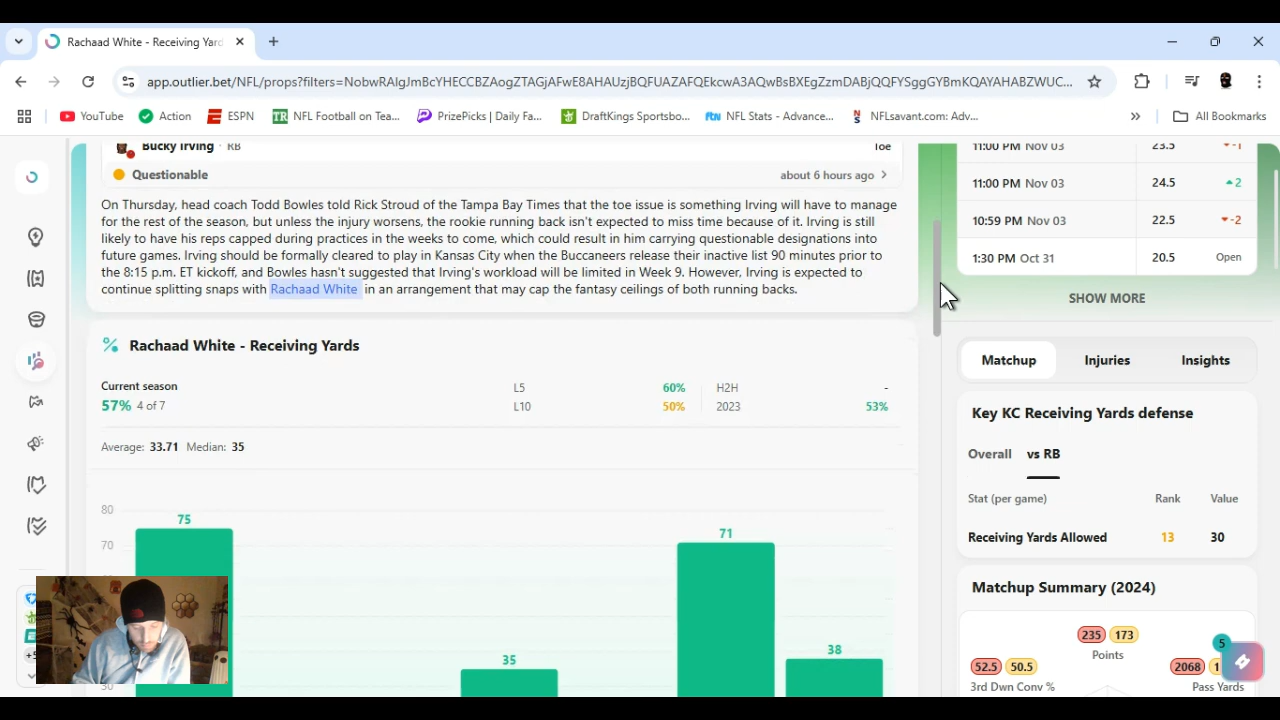 Rachaad White - Receiving Yard
app.outlier.bet/NFL/props?filters=NobwRAlgJmBcYHECCBZAogZTAGjAFwE8AHAUzjBQFUAZAFQEkcwA3AQwBsBXEgZzmDABjQQFYSggGYBmKQAYAHABZWUC...
YouTube
Action
ESPN
NFL Football on Tea...
PrizePicks | Daily Fa...
DraftKings Sportsbo...
NFL Stats - Advance...
NFLsavant.com: Adv...
All Bookmarks
Bucky Irving · RB
Toe
Questionable
about 6 hours ago
On Thursday, head coach Todd Bowles told Rick Stroud of the Tampa Bay Times that the toe issue is something Irving will have to manage
for the rest of the season, but unless the injury worsens, the rookie running back isn't expected to miss time because of it. Irving is still
likely to have his reps capped during practices in the weeks to come, which could result in him carrying questionable designations into
future games. Irving should be formally cleared to play in Kansas City when the Buccaneers release their inactive list 90 minutes prior to
the 8:15 p.m. ET kickoff, and Bowles hasn't suggested that Irving's workload will be limited in Week 9. However, Irving is expected to
continue splitting snaps with Rachaad White in an arrangement that may cap the fantasy ceilings of both running backs.
Rachaad White - Receiving Yards
Current season
57% 4 of 7
L5 60%
H2H -
L10 50%
2023 53%
Average: 33.71 Median: 35
80
70
75
35
71
38
11:00 PM Nov 03 23.5 -1
11:00 PM Nov 03 24.5 2
10:59 PM Nov 03 22.5 -2
1:30 PM Oct 31 20.5 Open
SHOW MORE
Matchup Injuries Insights
Key KC Receiving Yards defense
Overall vs RB
Stat (per game) Rank Value
Receiving Yards Allowed 13 30
Matchup Summary (2024)
235 173
Points
52.5 50.5
3rd Dwn Conv %
2068
Pass Yards
5